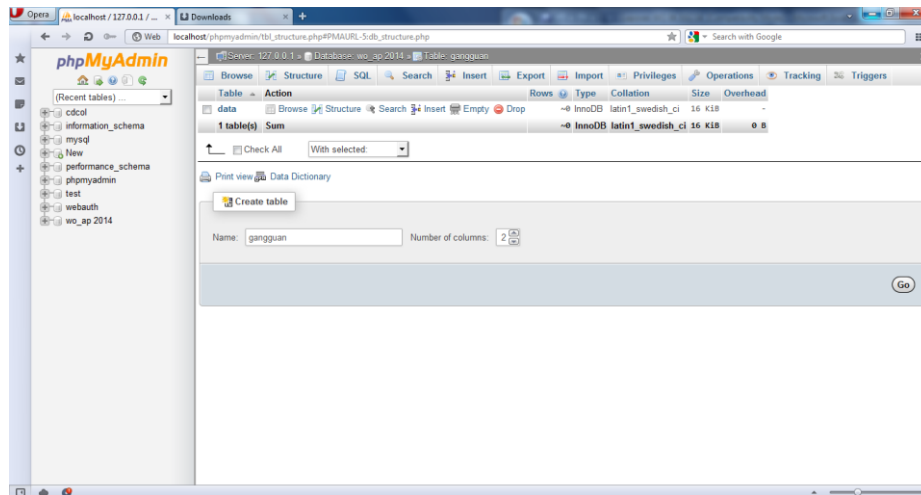 Opera
localhost / 127.0.0.1 / ...
Downloads
Web
localhost/phpmyadmin/tbl_structure.php#PMAURL-5:db_structure.php
Search with Google
phpMyAdmin
(Recent tables) ...
cdcol
information_schema
mysql
New
performance_schema
phpmyadmin
test
webauth
wo_ap 2014
Server: 127.0.0.1 » Database: wo_ap 2014 » Table: gangguan
Browse Structure SQL Search Insert Export Import Privileges Operations Tracking Triggers
Table Action Rows Type Collation Size Overhead
data Browse Structure Search Insert Empty Drop ~0 InnoDB latin1_swedish_ci 16 KiB -
1 table(s) Sum ~0 InnoDB latin1_swedish_ci 16 KiB 0 B
Check All With selected:
Print view Data Dictionary
Create table
Name: gangguan Number of columns: 2
Go